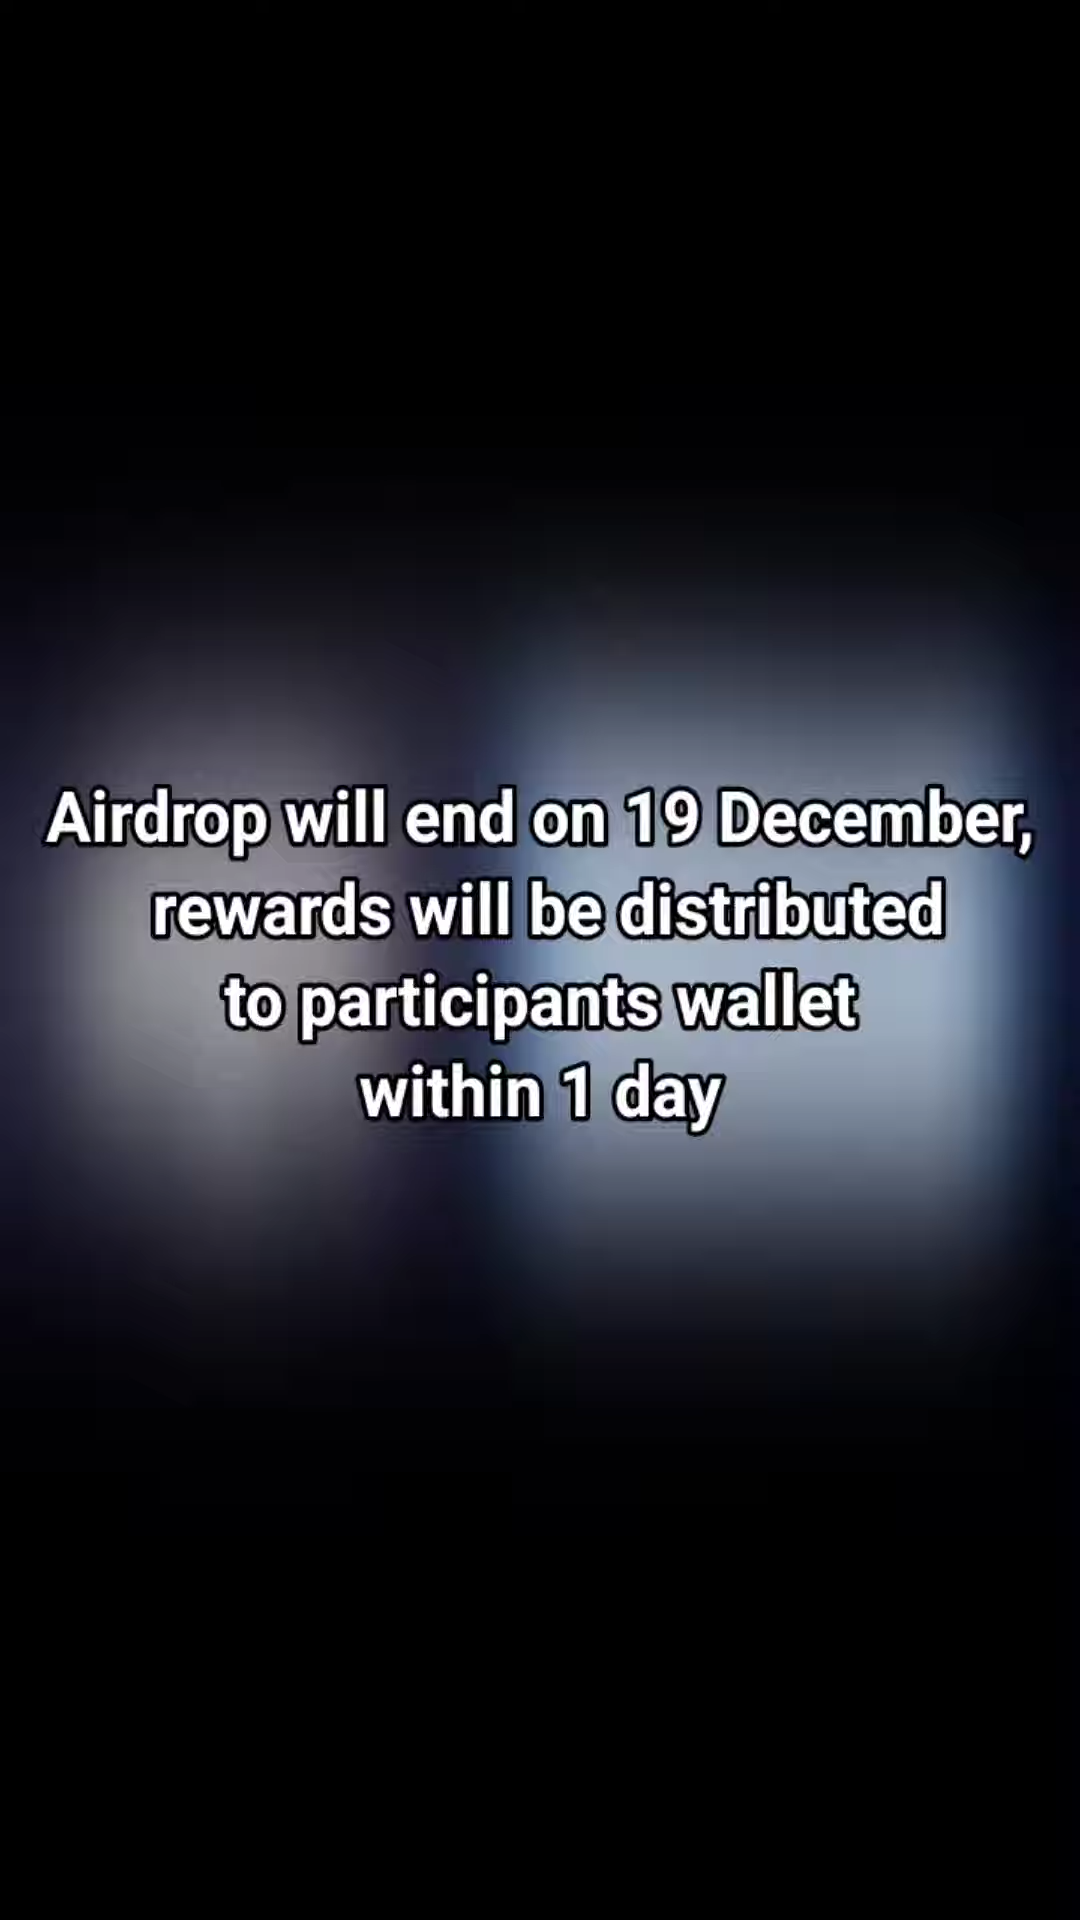 Airdrop will end on 19 December,
rewards will be distributed
to participants wallet
within 1 day